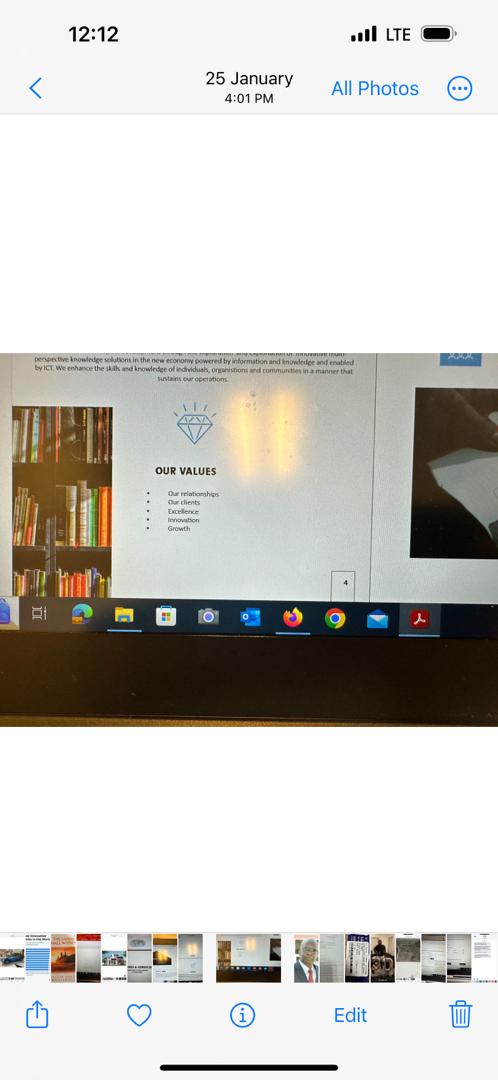 12:12
LTE
25 January
4:01 PM
All Photos
perspective knowledge solutions in the new economy powered by information and knowledge and enabled
by ICT. We enhance the skills and knowledge of individuals, organistions and communities in a manner that
sustains our operations.
OUR VALUES
• Our relationships
• Our clients
• Excellence
• Innovation
• Growth
4
Edit